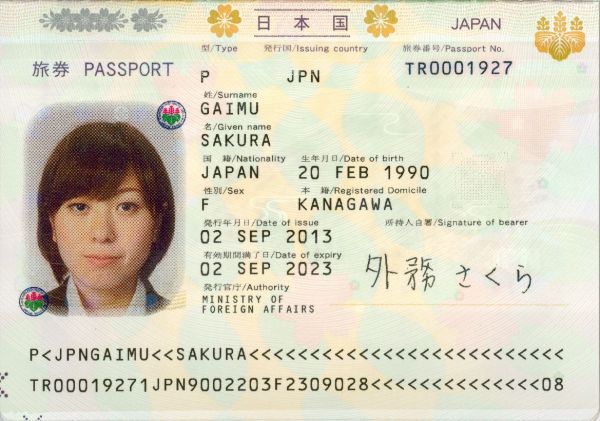 日本国 JAPAN
旅券 PASSPORT
型/Type 発行国/Issuing country 旅券番号/Passport No.
P JPN TR0001927
姓/Surname
GAIMU
名/Given name
SAKURA
国 籍/Nationality 生年月日/Date of birth
JAPAN 20 FEB 1990
性別/Sex 本 籍/Registered Domicile
F KANAGAWA
発行年月日/Date of issue 所持人自署/Signature of bearer
02 SEP 2013
有効期間満了日/Date of expiry
02 SEP 2023 外務 さくら
発行官庁/Authority
MINISTRY OF
FOREIGN AFFAIRS
P<JPNGAIMU<<SAKURA<<<<<<<<<<<<<<<<<<<<<<<<<<
TR00019271JPN9002203F2309028<<<<<<<<<<<<<<08